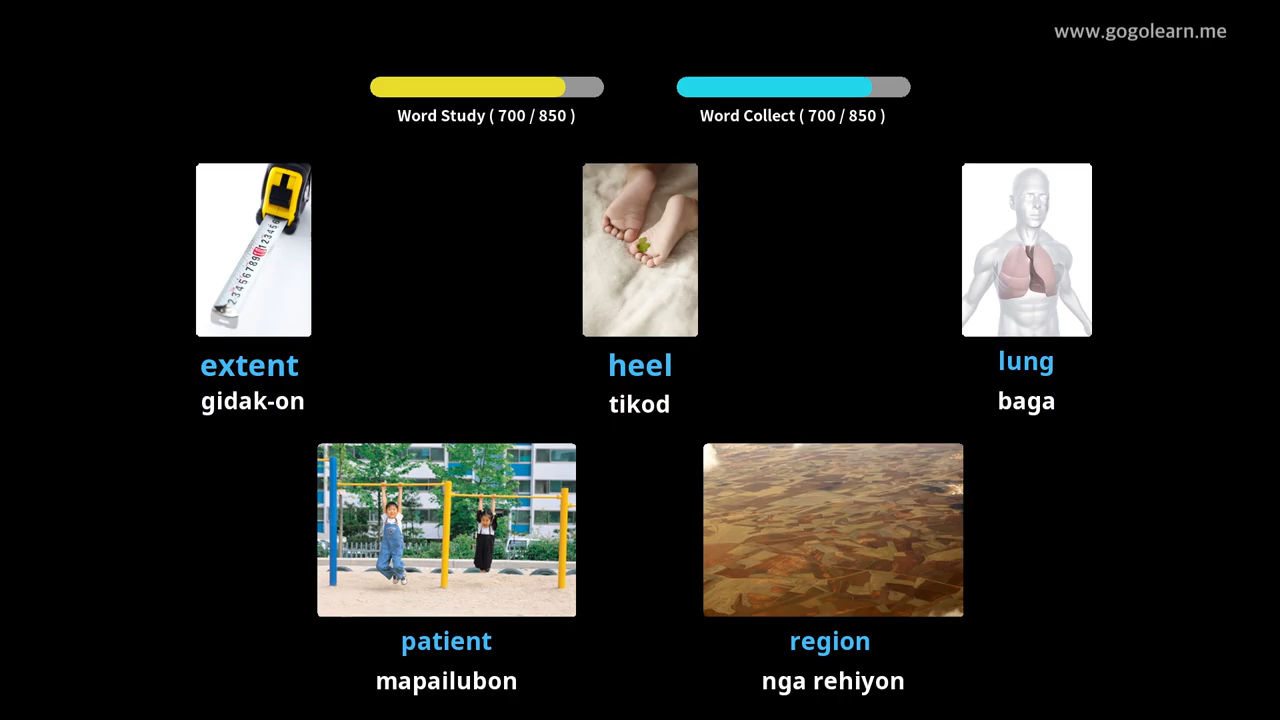 www.gogolearn.me
Word Study ( 700 / 850 )
Word Collect ( 700 / 850 )
extent
gidak-on
heel
tikod
lung
baga
patient
mapailubon
region
nga rehiyon